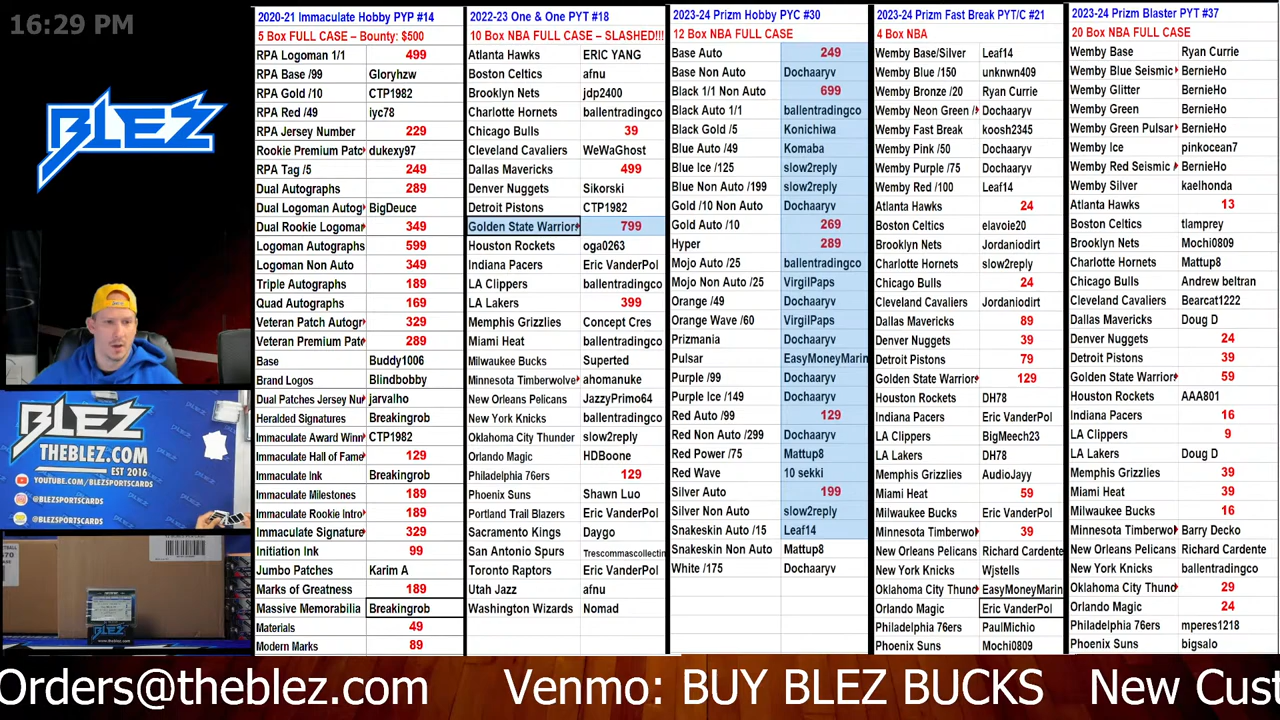 16:29 PM
BLEZ
BLEZ
THEBLEZ.COM
EST 2016
YOUTUBE.COM/BLEZSPORTSCARDS
@BLEZSPORTSCARDS
@BLEZSPORTSCARDS
BLEZ
2020-21 Immaculate Hobby PYP #14
5 Box FULL CASE – Bounty: $500
RPA Logoman 1/1 499
RPA Base /99 Gloryhzw
RPA Gold /10 CTP1982
RPA Red /49 iyc78
RPA Jersey Number 229
Rookie Premium Patc dukexy97
RPA Tag /5 249
Dual Autographs 289
Dual Logoman Autog BigDeuce
Dual Rookie Logoma 349
Logoman Autographs 599
Logoman Non Auto 349
Triple Autographs 189
Quad Autographs 169
Veteran Patch Autogr 329
Veteran Premium Pat 289
Base Buddy1006
Brand Logos Blindbobby
Dual Patches Jersey Nu jarvalho
Heralded Signatures Breakingrob
Immaculate Award Winn CTP1982
Immaculate Hall of Fame 129
Immaculate Ink Breakingrob
Immaculate Milestones 189
Immaculate Rookie Intro 189
Immaculate Signature 329
Initiation Ink 99
Jumbo Patches Karim A
Marks of Greatness 189
Massive Memorabilia Breakingrob
Materials 49
Modern Marks 89
2022-23 One & One PYT #18
10 Box NBA FULL CASE – SLASHED!!!
Atlanta Hawks ERIC YANG
Boston Celtics afnu
Brooklyn Nets jdp2400
Charlotte Hornets ballentradingco
Chicago Bulls 39
Cleveland Cavaliers WeWaGhost
Dallas Mavericks 499
Denver Nuggets Sikorski
Detroit Pistons CTP1982
Golden State Warrior 799
Houston Rockets oga0263
Indiana Pacers Eric VanderPol
LA Clippers ballentradingco
LA Lakers 399
Memphis Grizzlies Concept Cres
Miami Heat ballentradingco
Milwaukee Bucks Superted
Minnesota Timberwolve ahomanuke
New Orleans Pelicans JazzyPrimo64
New York Knicks ballentradingco
Oklahoma City Thunder slow2reply
Orlando Magic HDBoone
Philadelphia 76ers 129
Phoenix Suns Shawn Luo
Portland Trail Blazers Eric VanderPol
Sacramento Kings Daygo
San Antonio Spurs Trescommascollectin
Toronto Raptors Eric VanderPol
Utah Jazz afnu
Washington Wizards Nomad
2023-24 Prizm Hobby PYC #30
12 Box NBA FULL CASE
Base Auto 249
Base Non Auto Dochaaryv
Black 1/1 Non Auto 699
Black Auto 1/1 ballentradingco
Black Gold /5 Konichiwa
Blue Auto /49 Komaba
Blue Ice /125 slow2reply
Blue Non Auto /199 slow2reply
Gold /10 Non Auto Dochaaryv
Gold Auto /10 269
Hyper 289
Mojo Auto /25 ballentradingco
Mojo Non Auto /25 VirgilPaps
Orange /49 Dochaaryv
Orange Wave /60 VirgilPaps
Prizmania Dochaaryv
Pulsar EasyMoneyMarin
Purple /99 Dochaaryv
Purple Ice /149 Dochaaryv
Red Auto /99 129
Red Non Auto /299 Dochaaryv
Red Power /75 Mattup8
Red Wave 10 sekki
Silver Auto 199
Silver Non Auto slow2reply
Snakeskin Auto /15 Leaf14
Snakeskin Non Auto Mattup8
White /175 Dochaaryv
2023-24 Prizm Fast Break PYT/C #21
4 Box NBA
Wemby Base/Silver Leaf14
Wemby Blue /150 unknwn409
Wemby Bronze /20 Ryan Currie
Wemby Neon Green / Dochaaryv
Wemby Fast Break koosh2345
Wemby Pink /50 Dochaaryv
Wemby Purple /75 Dochaaryv
Wemby Red /100 Leaf14
Atlanta Hawks 24
Boston Celtics elavoie20
Brooklyn Nets Jordaniodirt
Charlotte Hornets slow2reply
Chicago Bulls 24
Cleveland Cavaliers Jordaniodirt
Dallas Mavericks 89
Denver Nuggets 39
Detroit Pistons 79
Golden State Warrior 129
Houston Rockets DH78
Indiana Pacers Eric VanderPol
LA Clippers BigMeech23
LA Lakers DH78
Memphis Grizzlies AudioJayy
Miami Heat 59
Milwaukee Bucks Eric VanderPol
Minnesota Timberwo 39
New Orleans Pelicans Richard Cardente
New York Knicks Wjstells
Oklahoma City Thun EasyMoneyMarin
Orlando Magic Eric VanderPol
Philadelphia 76ers PaulMichio
Phoenix Suns Mochi0809
2023-24 Prizm Blaster PYT #37
20 Box NBA FULL CASE
Wemby Base Ryan Currie
Wemby Blue Seismic BernieHo
Wemby Glitter BernieHo
Wemby Green BernieHo
Wemby Green Pulsar BernieHo
Wemby Ice pinkocean7
Wemby Red Seismic BernieHo
Wemby Silver kaelhonda
Atlanta Hawks 13
Boston Celtics tlamprey
Brooklyn Nets Mochi0809
Charlotte Hornets Mattup8
Chicago Bulls Andrew beltran
Cleveland Cavaliers Bearcat1222
Dallas Mavericks Doug D
Denver Nuggets 24
Detroit Pistons 39
Golden State Warrior 59
Houston Rockets AAA801
Indiana Pacers 16
LA Clippers 9
LA Lakers Doug D
Memphis Grizzlies 39
Miami Heat 39
Milwaukee Bucks 16
Minnesota Timberwo Barry Decko
New Orleans Pelicans Richard Cardente
New York Knicks ballentradingco
Oklahoma City Thun 29
Orlando Magic 24
Philadelphia 76ers mperes1218
Phoenix Suns bigsalo
Orders@theblez.com Venmo: BUY BLEZ BUCKS New Cust